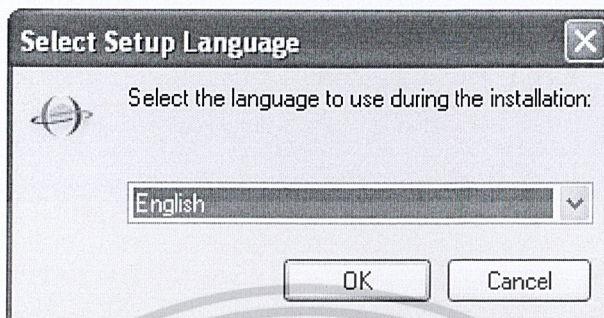 Select Setup Language
Select the language to use during the installation:
English
OK
Cancel